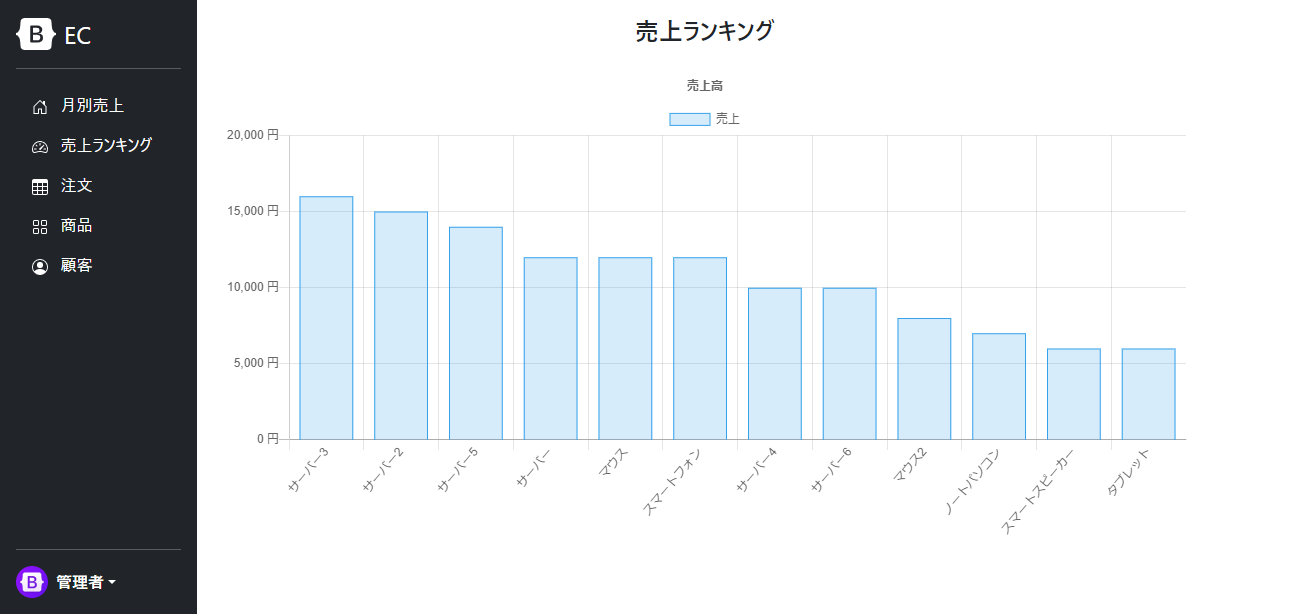 B EC
月別売上
売上ランキング
注文
商品
顧客
B 管理者
売上ランキング
売上高
売上
20,000 円
15,000 円
10,000 円
5,000 円
0 円
サーバー3
サーバー2
サーバー5
サーバー
マウス
スマートフォン
サーバー4
サーバー6
マウス2
ノートパソコン
スマートスピーカー
タブレット